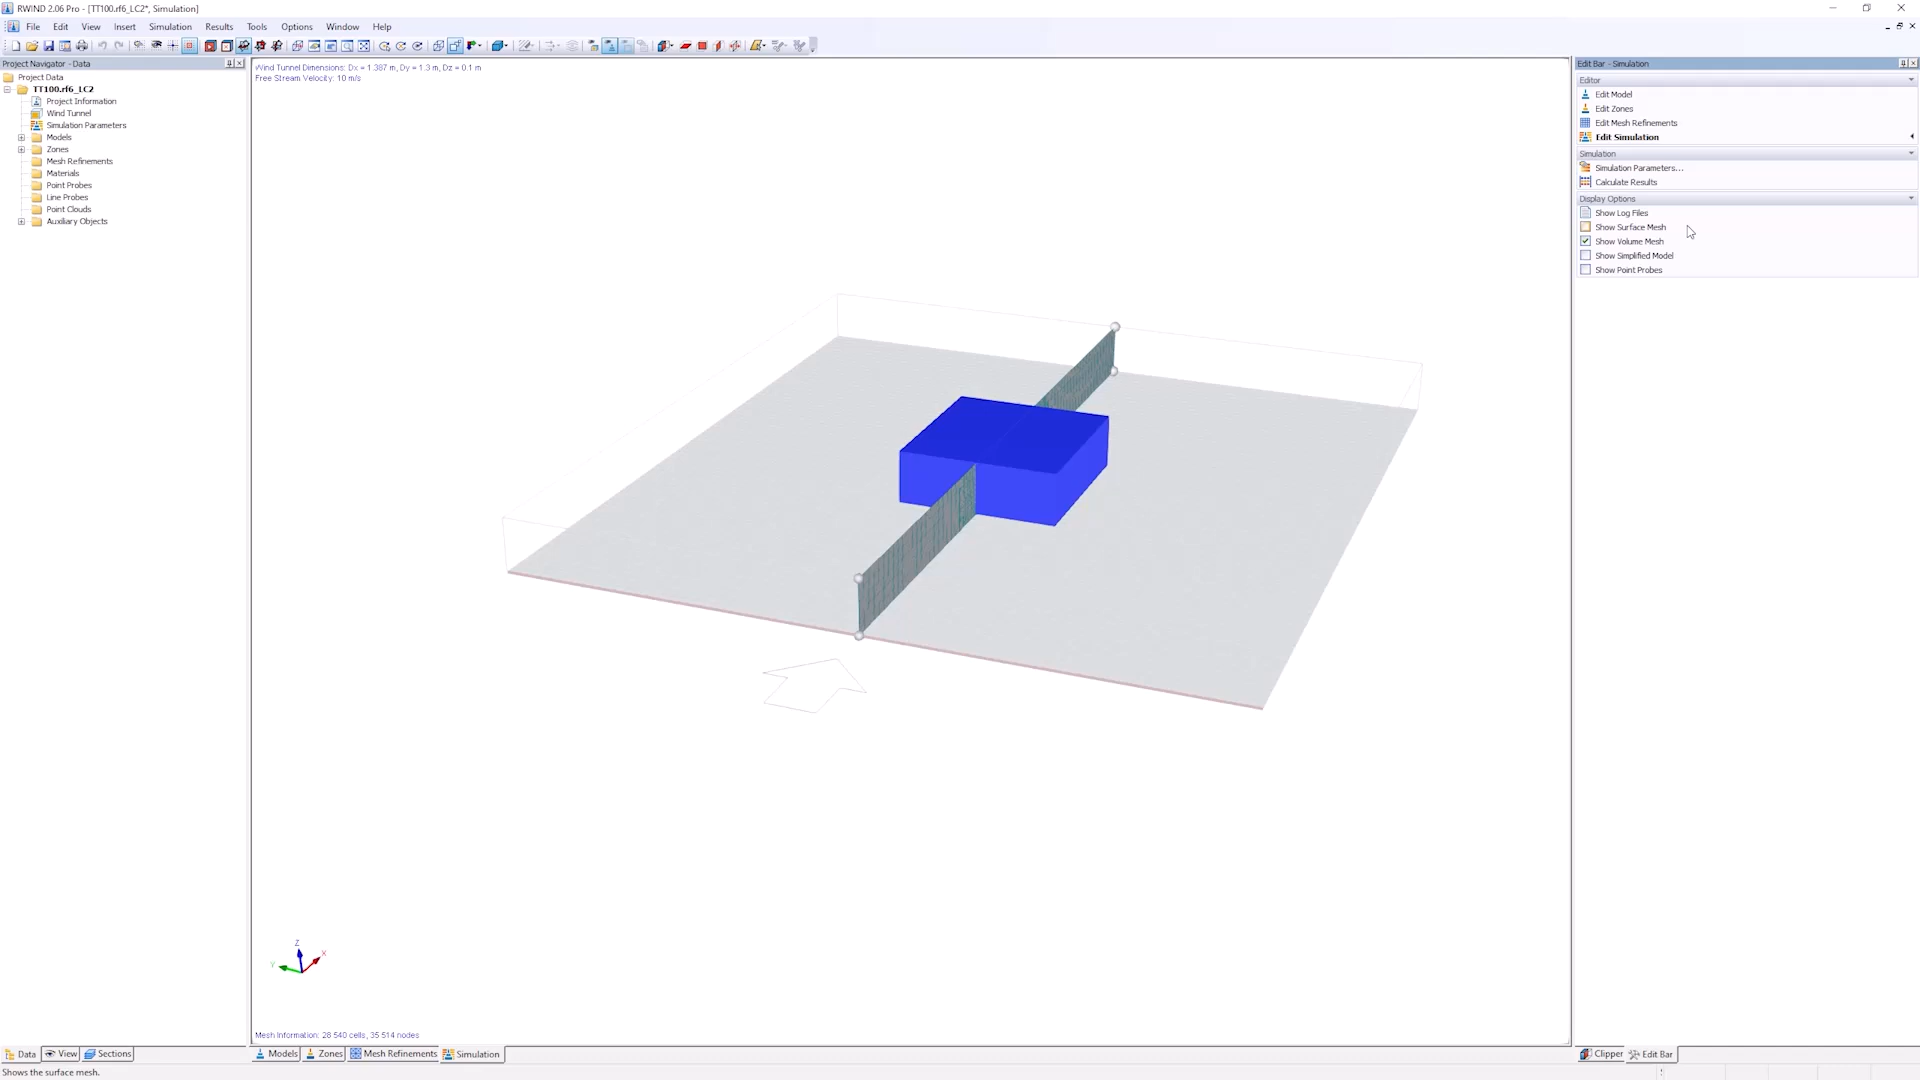 RWIND 2.06 Pro - [TT100.rf6_LC2*, Simulation]
File Edit View Insert Simulation Results Tools Options Window Help
Project Navigator - Data
Project Data
TT100.rf6_LC2
Project Information
Wind Tunnel
Simulation Parameters
Models
Zones
Mesh Refinements
Materials
Point Probes
Line Probes
Point Clouds
Auxiliary Objects
Wind Tunnel Dimensions: Dx = 1.387 m, Dy = 1.3 m, Dz = 0.1 m
Free Stream Velocity: 10 m/s
Z
Y X
Mesh Information: 28 540 cells, 35 514 nodes
Edit Bar - Simulation
Editor
Edit Model
Edit Zones
Edit Mesh Refinements
Edit Simulation
Simulation
Simulation Parameters...
Calculate Results
Display Options
Show Log Files
Show Surface Mesh
Show Volume Mesh
Show Simplified Model
Show Point Probes
Data View Sections
Models Zones Mesh Refinements Simulation
Clipper Edit Bar
Shows the surface mesh.